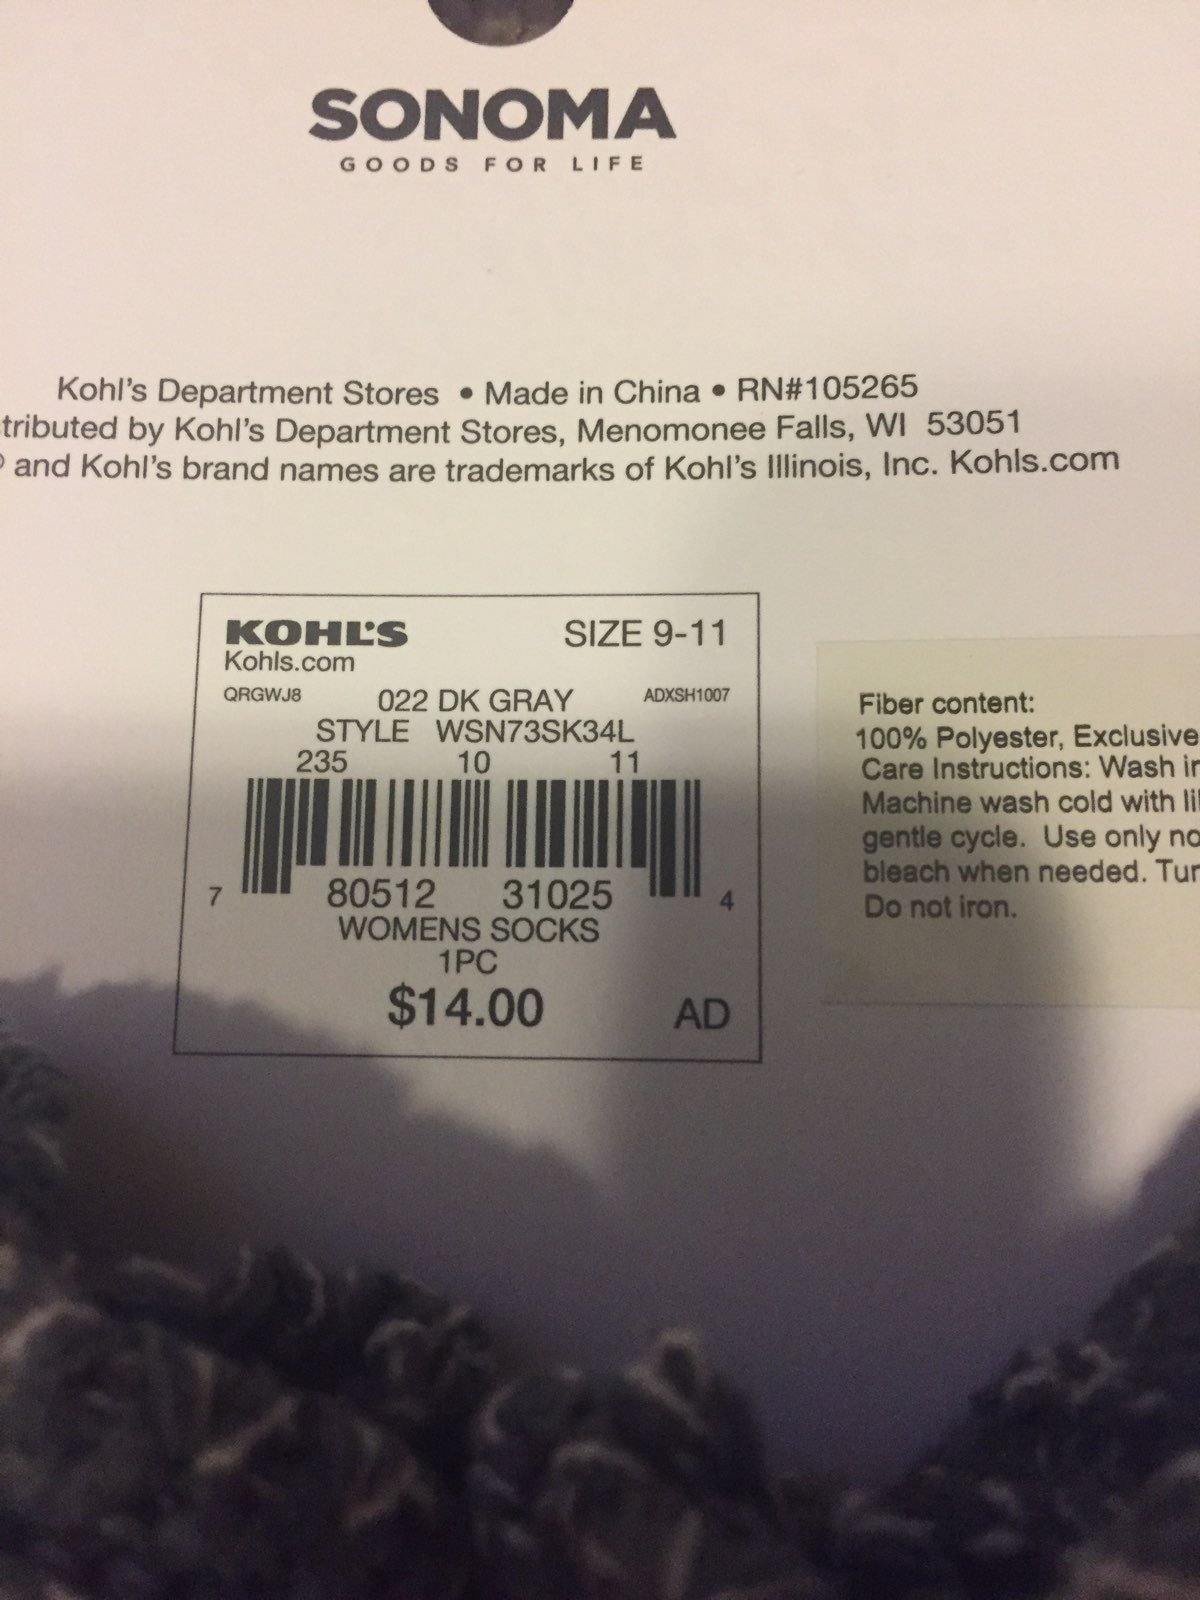 SONOMA
GOODS FOR LIFE
Kohl's Department Stores • Made in China • RN#105265
tributed by Kohl's Department Stores, Menomonee Falls, WI 53051
and Kohl's brand names are trademarks of Kohl's Illinois, Inc. Kohls.com
KOHL'S SIZE 9-11
Kohls.com
QRGWJ8 022 DK GRAY ADXSH1007
STYLE WSN73SK34L
235 10 11
7 80512 31025 4
WOMENS SOCKS
1PC
$14.00 AD
Fiber content:
100% Polyester, Exclusive
Care Instructions: Wash in
Machine wash cold with li
gentle cycle. Use only no
bleach when needed. Tur
Do not iron.